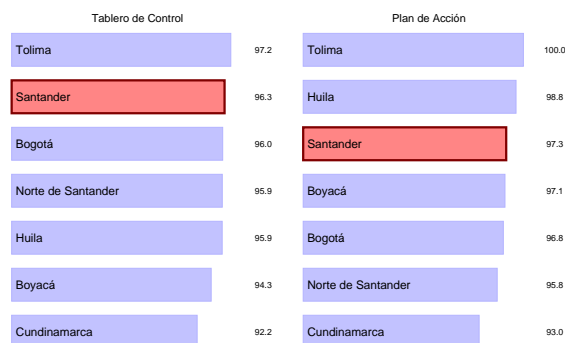 Tablero de Control
Tolima 97.2
Santander 96.3
Bogotá 96.0
Norte de Santander 95.9
Huila 95.9
Boyacá 94.3
Cundinamarca 92.2
Plan de Acción
Tolima 100.0
Huila 98.8
Santander 97.3
Boyacá 97.1
Bogotá 96.8
Norte de Santander 95.8
Cundinamarca 93.0